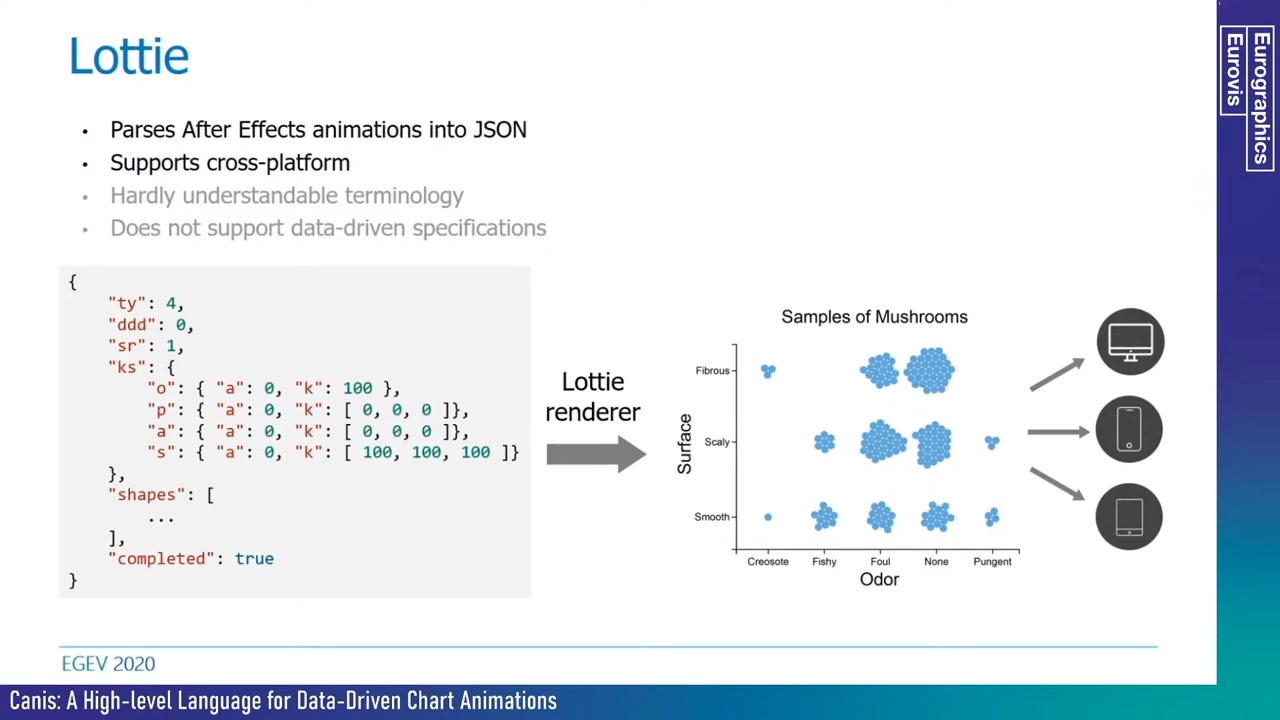 Lottie
• Parses After Effects animations into JSON
• Supports cross-platform
• Hardly understandable terminology
• Does not support data-driven specifications
{
"ty": 4,
"ddd": 0,
"sr": 1,
"ks": {
"o": { "a": 0, "k": 100 },
"p": { "a": 0, "k": [ 0, 0, 0 ]},
"a": { "a": 0, "k": [ 0, 0, 0 ]},
"s": { "a": 0, "k": [ 100, 100, 100 ]}
},
"shapes": [
...
],
"completed": true
}
Lottie
renderer
Samples of Mushrooms
Surface
Fibrous
Scaly
Smooth
Creosote Fishy Foul None Pungent
Odor
EGEV 2020
Canis: A High-level Language for Data-Driven Chart Animations
Eurographics
Eurovis